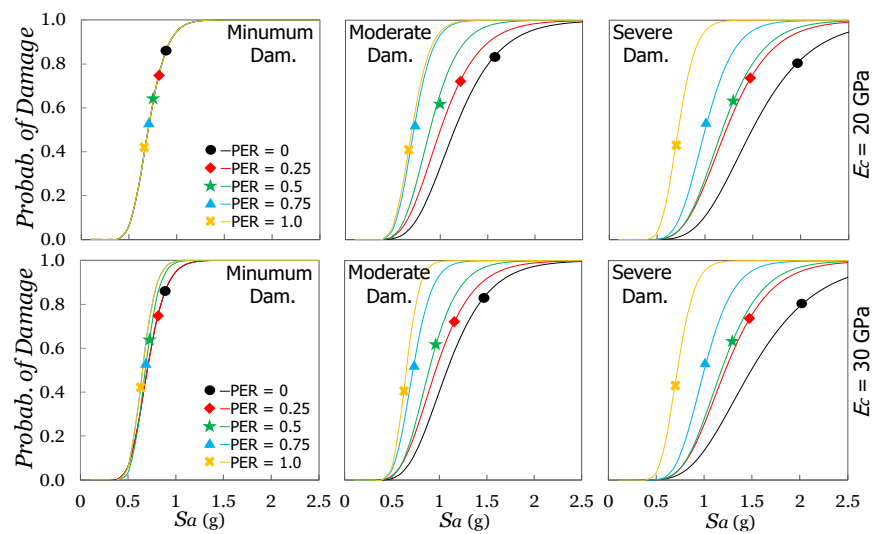 Probab. of Damage
1.0
0.8
0.6
0.4
0.2
0.0
Minumum
Dam.
PER = 0
PER = 0.25
PER = 0.5
PER = 0.75
PER = 1.0
Moderate
Dam.
Severe
Dam.
Ec = 20 GPa
Probab. of Damage
1.0
0.8
0.6
0.4
0.2
0.0
Minumum
Dam.
PER = 0
PER = 0.25
PER = 0.5
PER = 0.75
PER = 1.0
Moderate
Dam.
Severe
Dam.
Ec = 30 GPa
0 0.5 1 1.5 2 2.5
0 0.5 1 1.5 2 2.5
0 0.5 1 1.5 2 2.5
Sa (g)
Sa (g)
Sa (g)